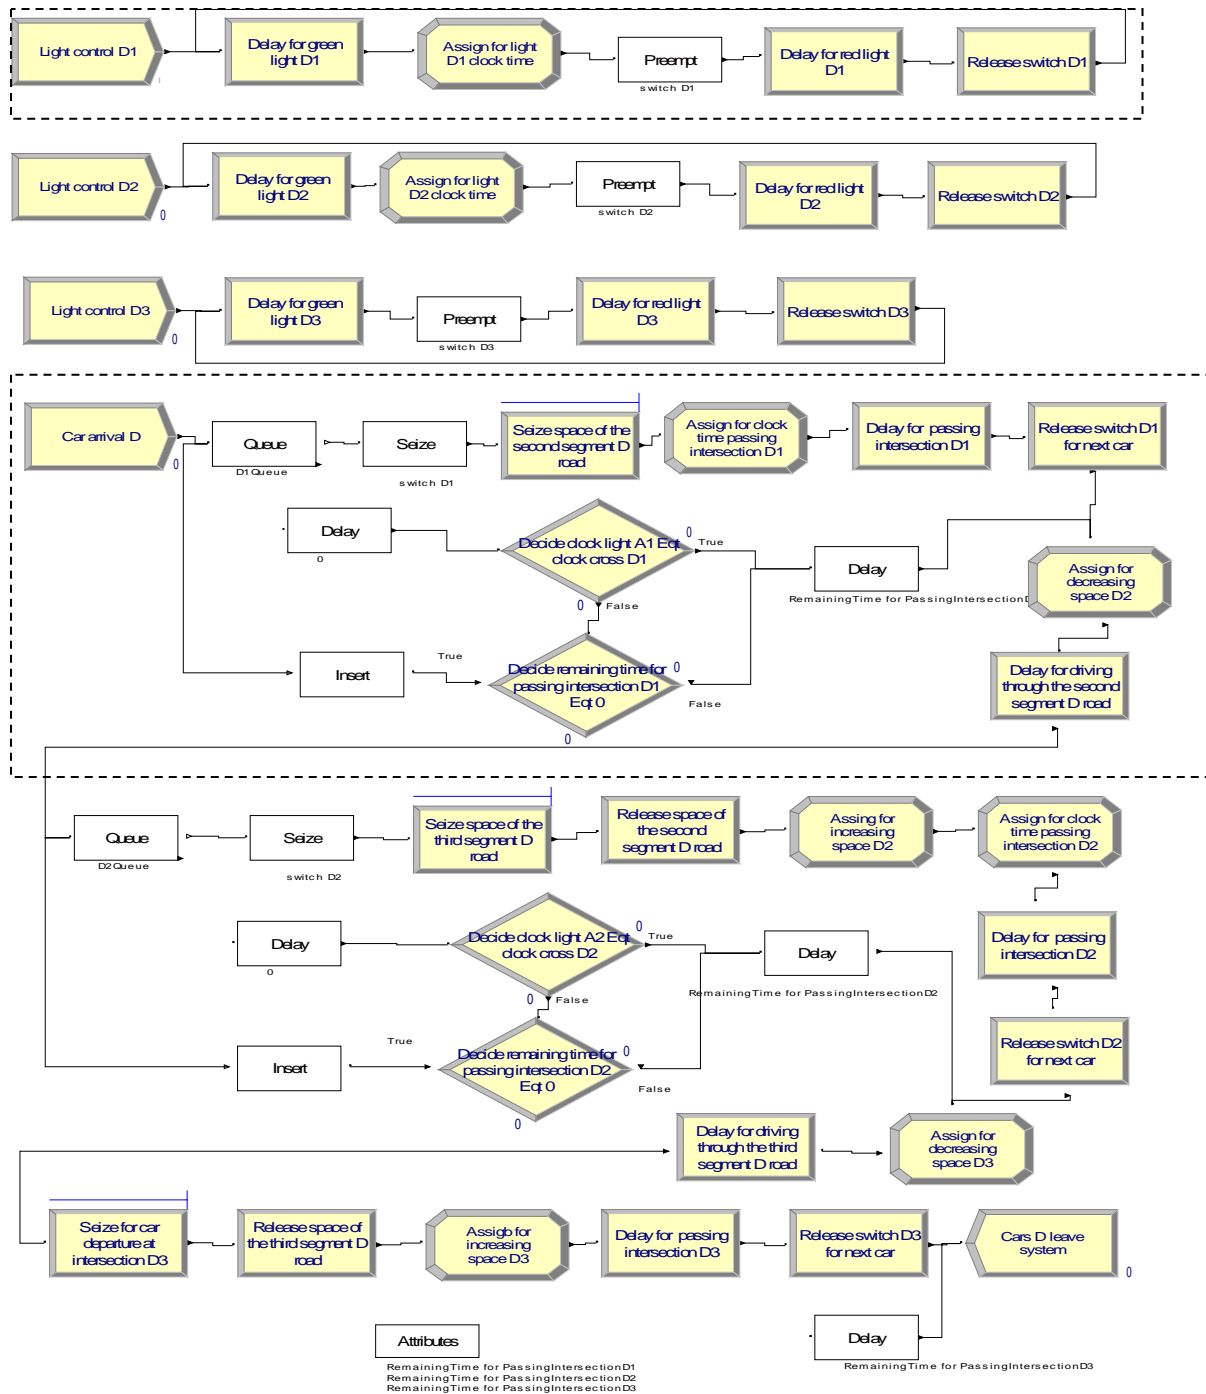 Light control D1
Delay for green
light D1
Assign for light
D1 clock time
Preempt
switch D1
Delay for red light
D1
Release switch D1
Light control D2
0
Delay for green
light D2
Assign for light
D2 clock time
Preempt
switch D2
Delay for red light
D2
Release switch D2
Light control D3
0
Delay for green
light D3
Preempt
switch D3
Delay for red light
D3
Release switch D3
Car arrival D
0
Queue
D1Queue
Seize
switch D1
Seize space of the
second segment D
road
Assign for clock
time passing
intersection D1
Delay for passing
intersection D1
Release switch D1
for next car
Delay
0
Decide clock light A1 Eqt
clock cross D1
0
True
0
False
Delay
RemainingTime for PassingIntersectionD
Assign for
decreasing
space D2
Insert
True
Decide remaining time for
passing intersection D1
Eqt 0
0
False
0
Delay for driving
through the second
segment D road
Queue
D2Queue
Seize
switch D2
Seize space of the
third segment D
road
Release space of
the second
segment D road
Assing for
increasing
space D2
Assign for clock
time passing
intersection D2
Delay
0
Decide clock light A2 Eqt
clock cross D2
0
True
0
False
Delay
RemainingTime for PassingIntersectionD2
Delay for passing
intersection D2
Insert
True
Decide remaining time for
passing intersection D2
Eqt 0
0
False
0
Release switch D2
for next car
Delay for driving
through the third
segment D road
Assign for
decreasing
space D3
Seize for car
departure at
intersection D3
Release space of
the third segment D
road
Assigb for
increasing
space D3
Delay for passing
intersection D3
Release switch D3
for next car
Cars D leave
system
0
Attributes
RemainingTime for PassingIntersectionD1
RemainingTime for PassingIntersectionD2
RemainingTime for PassingIntersectionD3
Delay
RemainingTime for PassingIntersectionD3